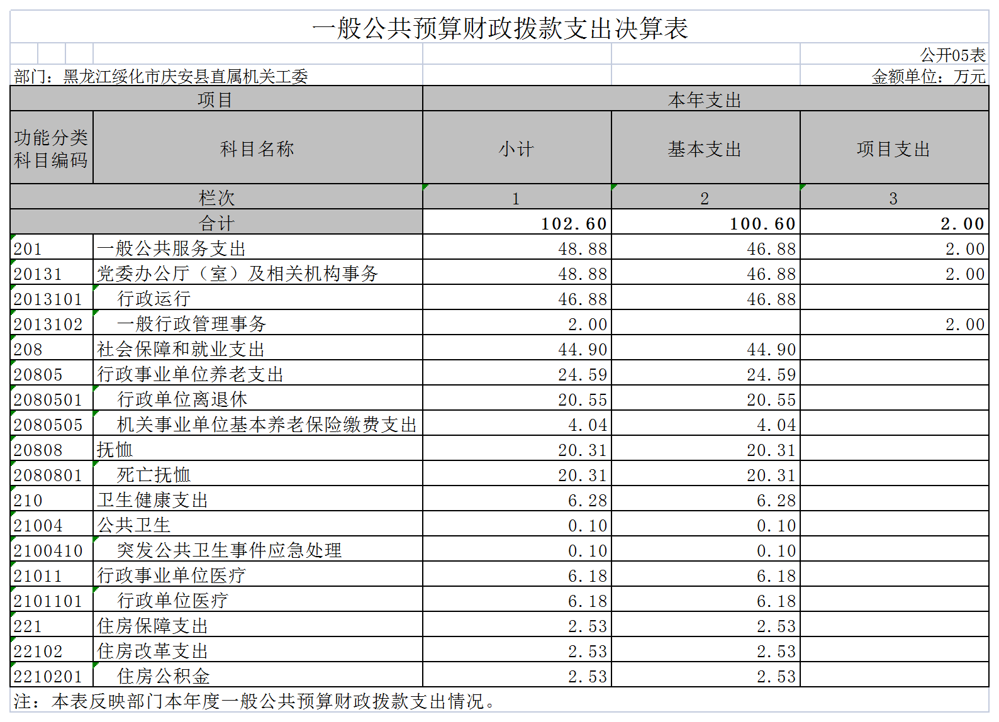 一般公共预算财政拨款支出决算表
公开05表
部门：黑龙江绥化市庆安县直属机关工委 金额单位：万元
项目 本年支出
功能分类
科目编码 科目名称 小计 基本支出 项目支出
栏次 1 2 3
合计 102.60 100.60 2.00
201 一般公共服务支出 48.88 46.88 2.00
20131 党委办公厅（室）及相关机构事务 48.88 46.88 2.00
2013101 行政运行 46.88 46.88
2013102 一般行政管理事务 2.00 2.00
208 社会保障和就业支出 44.90 44.90
20805 行政事业单位养老支出 24.59 24.59
2080501 行政单位离退休 20.55 20.55
2080505 机关事业单位基本养老保险缴费支出 4.04 4.04
20808 抚恤 20.31 20.31
2080801 死亡抚恤 20.31 20.31
210 卫生健康支出 6.28 6.28
21004 公共卫生 0.10 0.10
2100410 突发公共卫生事件应急处理 0.10 0.10
21011 行政事业单位医疗 6.18 6.18
2101101 行政单位医疗 6.18 6.18
221 住房保障支出 2.53 2.53
22102 住房改革支出 2.53 2.53
2210201 住房公积金 2.53 2.53
注：本表反映部门本年度一般公共预算财政拨款支出情况。